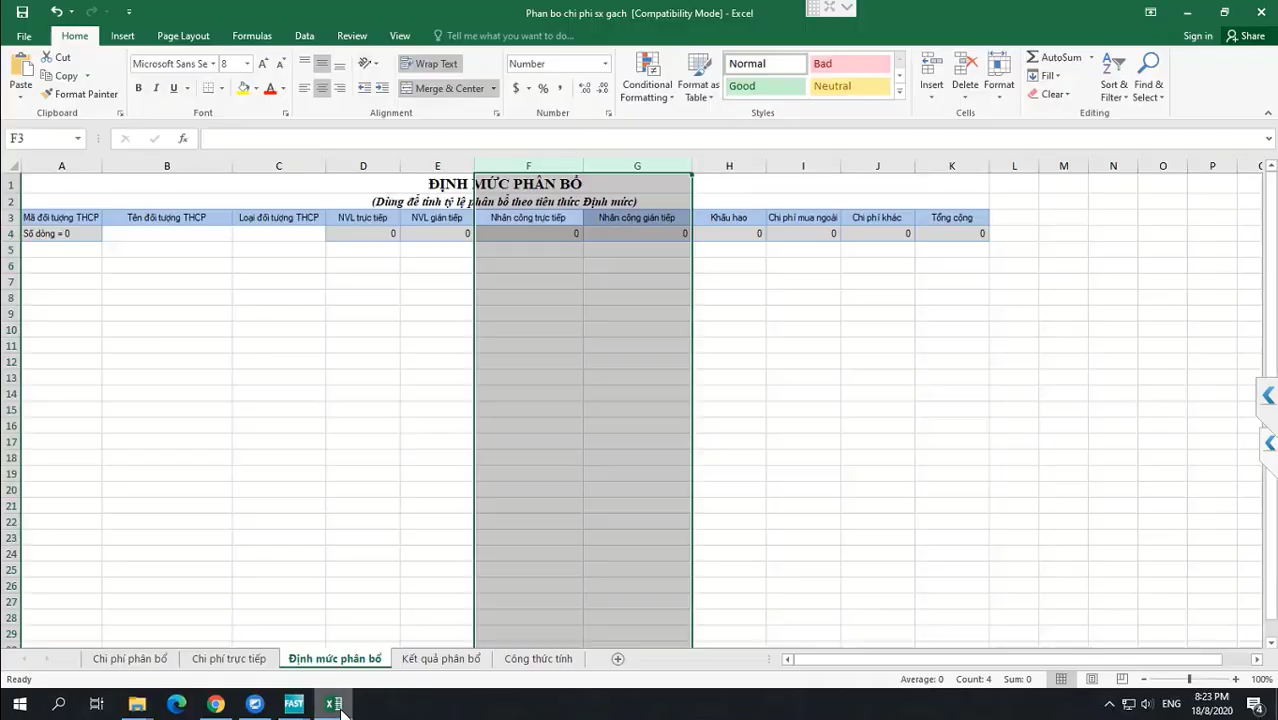 Phan bo chi phi sx gach [Compatibility Mode] - Excel
File Home Insert Page Layout Formulas Data Review View Tell me what you want to do... Sign in Share
Paste Cut Copy Format Painter Clipboard
Microsoft Sans Se 8 B I U A Font
Wrap Text Merge & Center Alignment
Number $ % , Number
Conditional Formatting Format as Table Normal Bad Good Neutral Styles
Insert Delete Format Cells
AutoSum Fill Clear Sort & Filter Find & Select Editing
F3 fx
A B C D E F G H I J K L M N O P
1 ĐỊNH MỨC PHÂN BỔ
2 (Dùng để tính tỷ lệ phân bổ theo tiêu thức Định mức)
3 Mã đối tượng THCP Tên đối tượng THCP Loại đối tượng THCP NVL trực tiếp NVL gián tiếp Nhân công trực tiếp Nhân công gián tiếp Khấu hao Chi phí mua ngoài Chi phí khác Tổng cộng
4 Số dòng = 0 0 0 0 0 0 0 0 0
5
6
7
8
9
10
11
12
13
14
15
16
17
18
19
20
21
22
23
24
25
26
27
28
29
Chi phí phân bổ Chi phí trực tiếp Định mức phân bổ Kết quả phân bổ Công thức tính
Ready Average: 0 Count: 4 Sum: 0 100%
FAST ENG 8:23 PM
18/8/2020 4